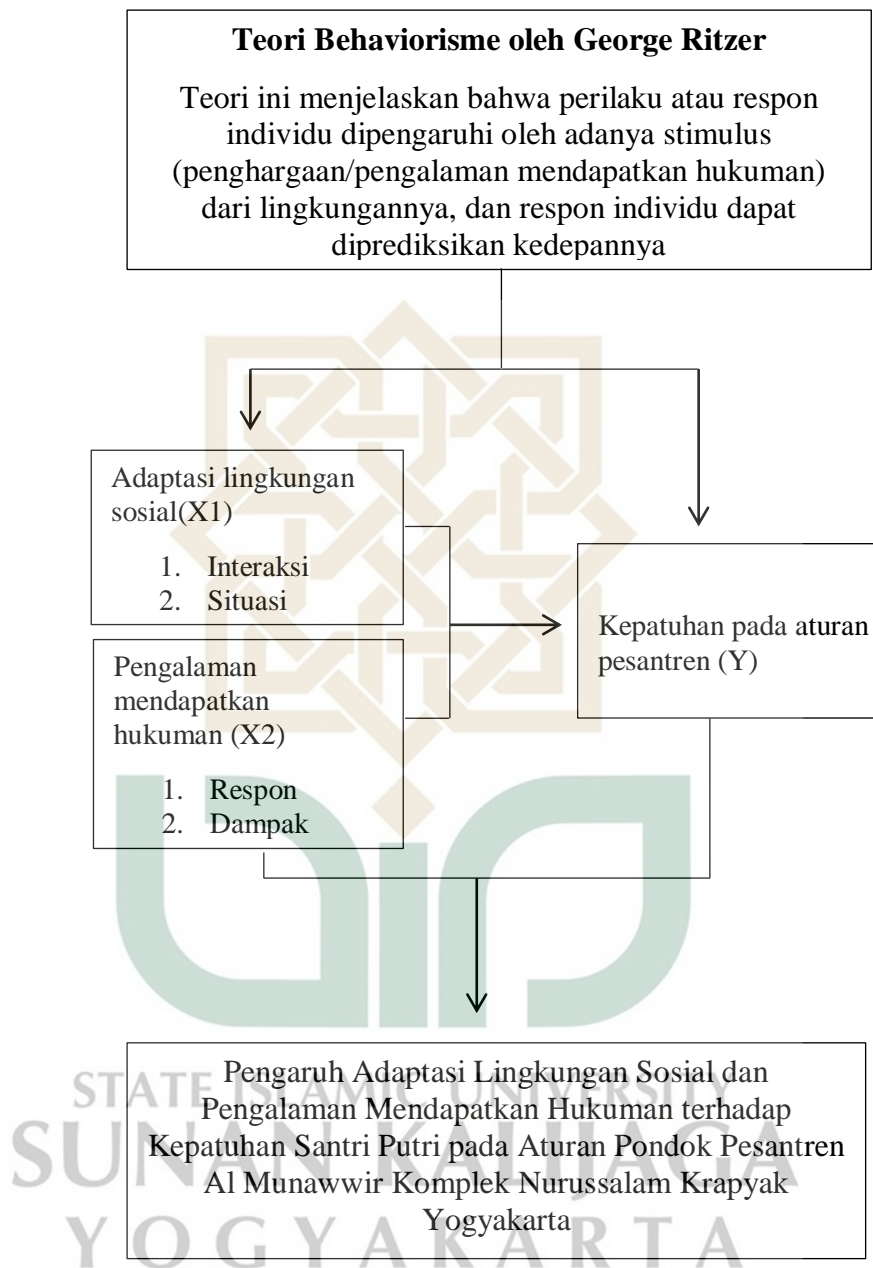 Teori Behaviorisme oleh George Ritzer
Teori ini menjelaskan bahwa perilaku atau respon
individu dipengaruhi oleh adanya stimulus
(penghargaan/pengalaman mendapatkan hukuman)
dari lingkungannya, dan respon individu dapat
diprediksikan kedepannya
Adaptasi lingkungan
sosial(X1)
1. Interaksi
2. Situasi
Pengalaman
mendapatkan
hukuman (X2)
1. Respon
2. Dampak
Kepatuhan pada aturan
pesantren (Y)
Pengaruh Adaptasi Lingkungan Sosial dan
Pengalaman Mendapatkan Hukuman terhadap
Kepatuhan Santri Putri pada Aturan Pondok Pesantren
Al Munawwir Komplek Nurussalam Krapyak
Yogyakarta
STATE ISLAMIC UNIVERSITY
SUNAN KALIJAGA
YOGYAKARTA